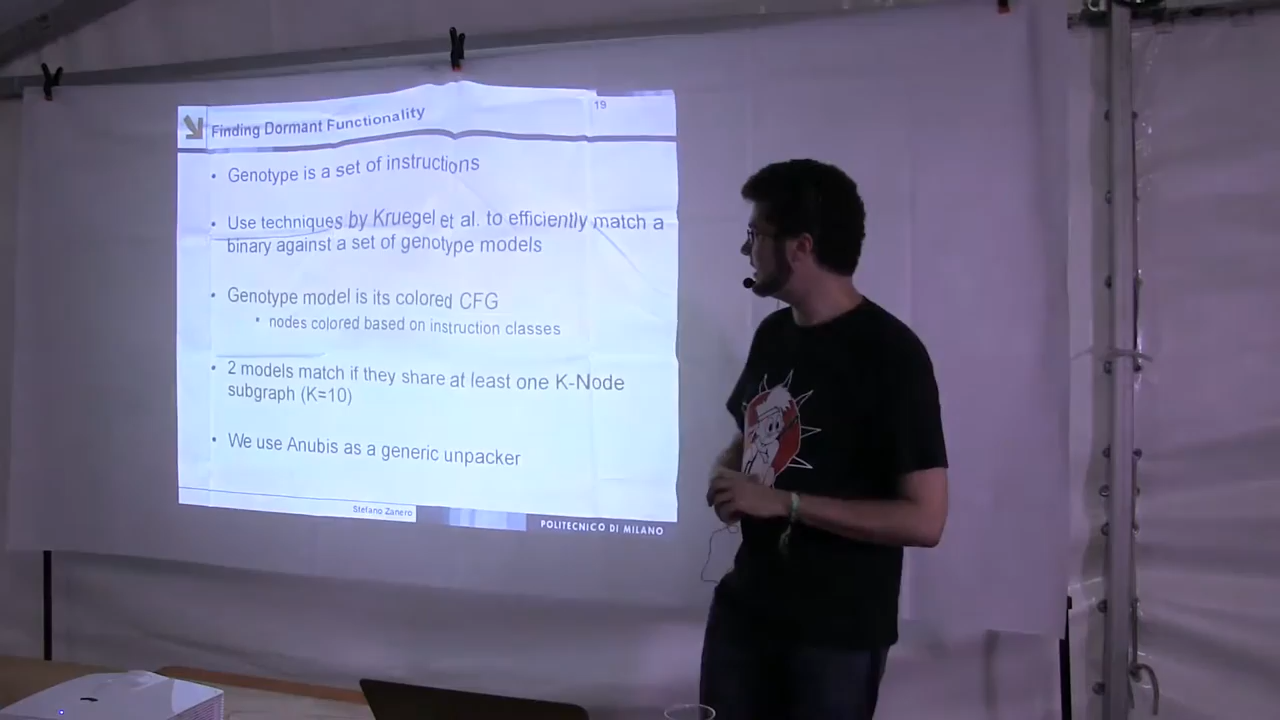 Finding Dormant Functionality
19
• Genotype is a set of instructions
• Use techniques by Kruegel et al. to efficiently match a
binary against a set of genotype models
• Genotype model is its colored CFG
• nodes colored based on instruction classes
• 2 models match if they share at least one K-Node
subgraph (K=10)
• We use Anubis as a generic unpacker
Stefano Zanero
POLITECNICO DI MILANO